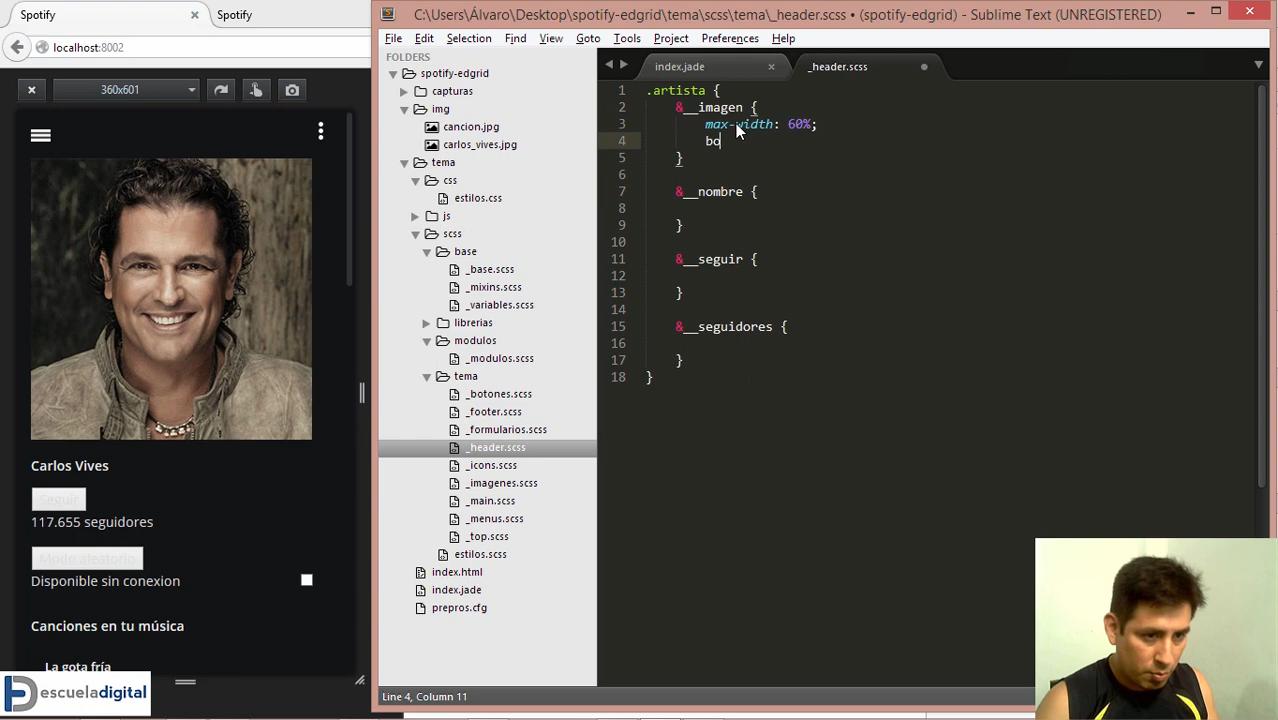 Spotify
Spotify
localhost:8002
360x601
Carlos Vives
Seguir
117.655 seguidores
Modo aleatorio
Disponible sin conexion
Canciones en tu música
La gota fría
escueladigital
C:\Users\Álvaro\Desktop\spotify-edgrid\tema\scss\tema\_header.scss • (spotify-edgrid) - Sublime Text (UNREGISTERED)
File Edit Selection Find View Goto Tools Project Preferences Help
FOLDERS
spotify-edgrid
capturas
img
cancion.jpg
carlos_vives.jpg
tema
css
estilos.css
js
scss
base
_base.scss
_mixins.scss
_variables.scss
librerias
modulos
_modulos.scss
tema
_botones.scss
_footer.scss
_formularios.scss
_header.scss
_icons.scss
_imagenes.scss
_main.scss
_menus.scss
_top.scss
estilos.scss
index.html
index.jade
prepros.cfg
index.jade
_header.scss
1 .artista {
2 &__imagen {
3 max-width: 60%;
4 bo
5 }
6
7 &__nombre {
8
9 }
10
11 &__seguir {
12
13 }
14
15 &__seguidores {
16
17 }
18 }
Line 4, Column 11